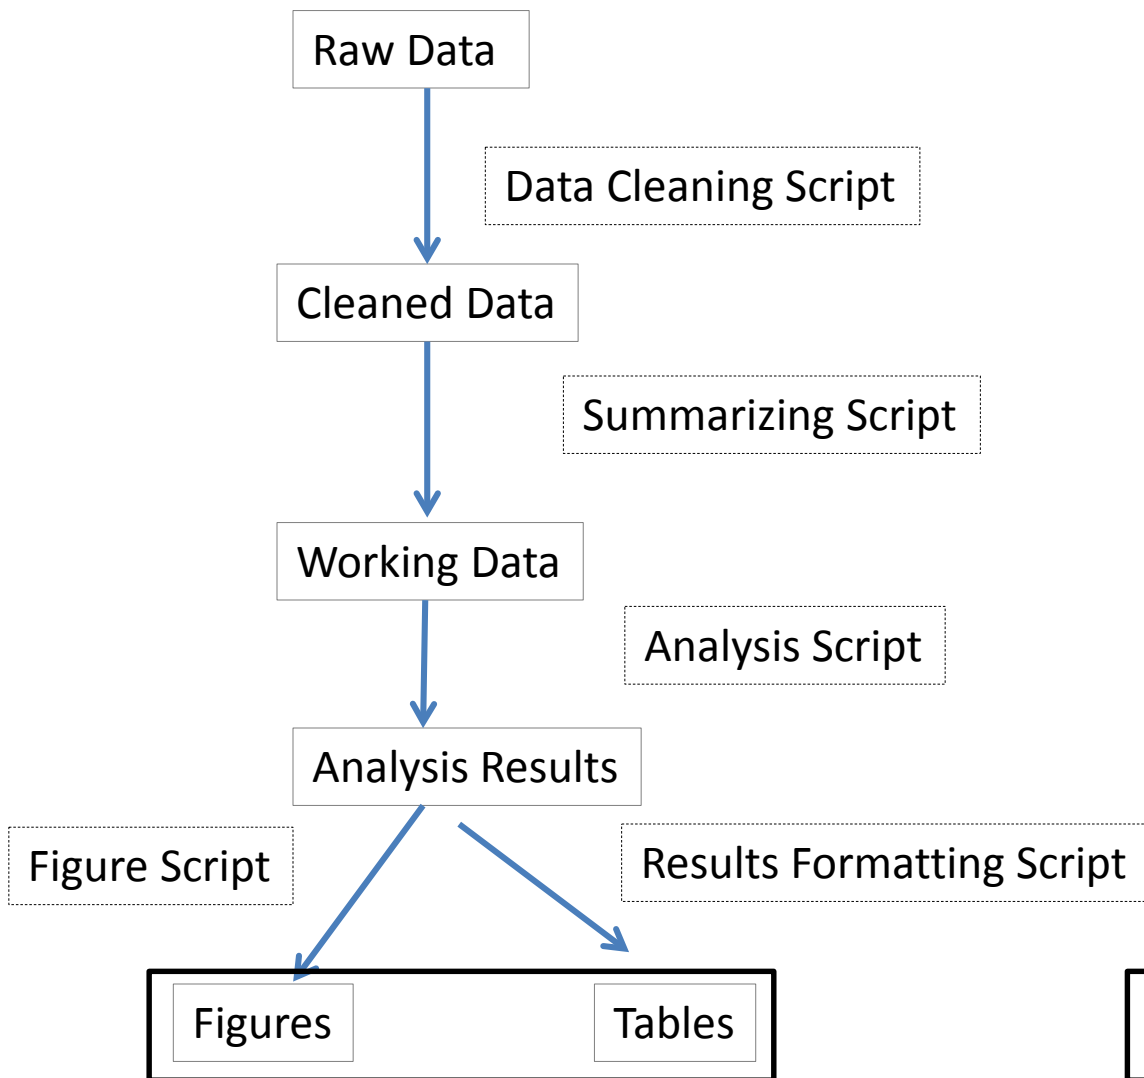 Raw Data
Data Cleaning Script
Cleaned Data
Summarizing Script
Working Data
Analysis Script
Analysis Results
Figure Script
Results Formatting Script
Figures
Tables